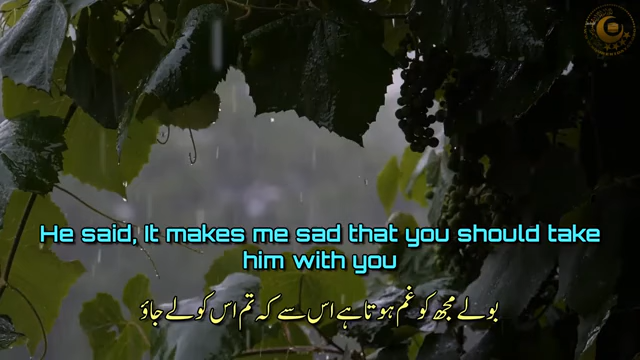 He said, It makes me sad that you should take
him with you
بولے مجھ کو غم ہوتا ہے اس سے کہ تم اس کو لے جاؤ